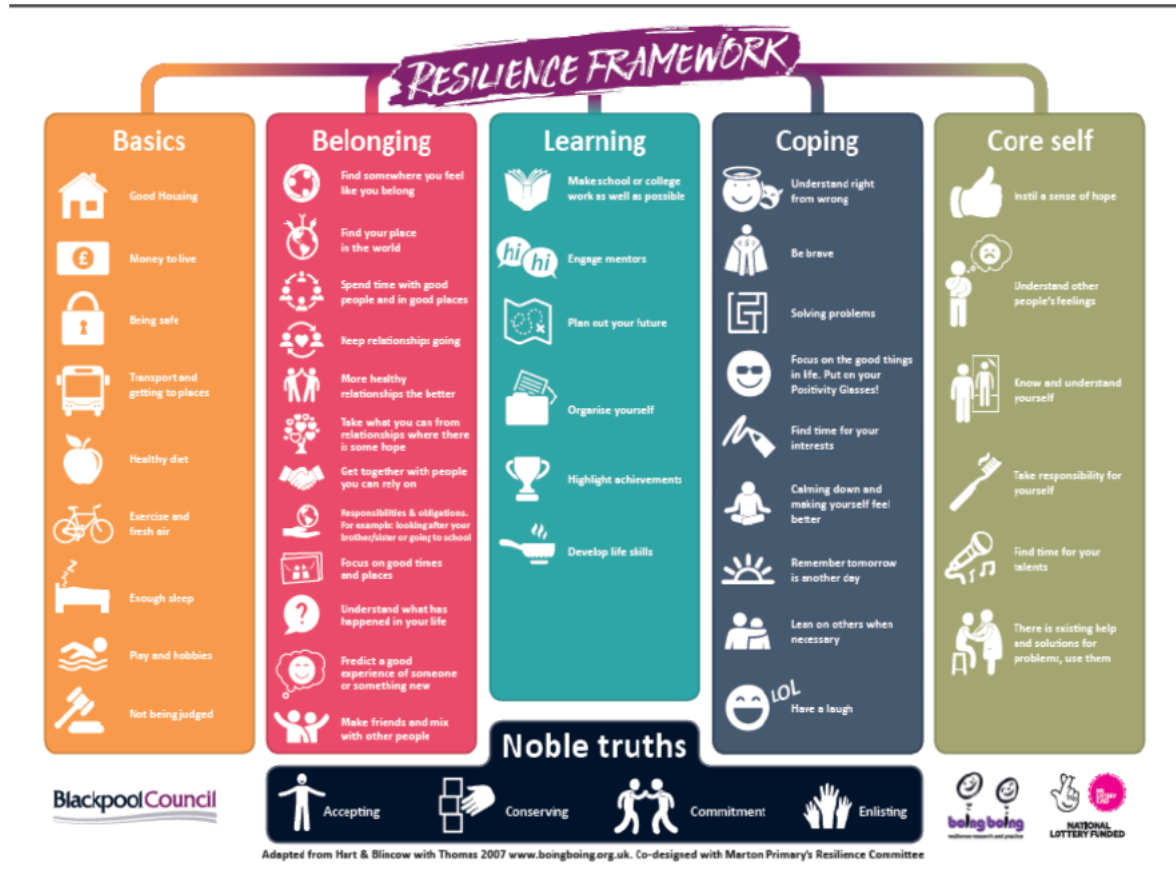 RESILIENCE FRAMEWORK
Basics
Good Housing
£
Money to live
Being safe
Transport and
getting to places
Healthy diet
Exercise and
fresh air
zzz
Enough sleep
Play and hobbies
Not being judged
Belonging
Find somewhere you feel
like you belong
Find your place
in the world
Spend time with good
people and in good places
Keep relationships going
More healthy
relationships the better
Take what you can from
relationships where there
is some hope
Get together with people
you can rely on
Responsibilities & obligations.
For example: looking after your
brother/sister or going to school
Focus on good times
and places
?
Understand what has
happened in your life
Predict a good
experience of someone
or something new
Make friends and mix
with other people
Learning
Make school or college
work as well as possible
hi hi
Engage mentors
Plan out your future
Organise yourself
Highlight achievements
Develop life skills
Coping
Understand right
from wrong
Be brave
Solving problems
Focus on the good things
in life. Put on your
Positivity Glasses!
Find time for your
interests
Calming down and
making yourself feel
better
Remember tomorrow
is another day
Lean on others when
necessary
LOL
Have a laugh
Core self
Instil a sense of hope
Understand other
people's feelings
Know and understand
yourself
Take responsibility for
yourself
Find time for your
talents
There is existing help
and solutions for
problems, use them
Noble truths
Accepting
Conserving
Commitment
Enlisting
Blackpool Council
boingboing
resilience research and practice
NATIONAL
LOTTERY FUNDED
Adapted from Hart & Blincow with Thomas 2007 www.boingboing.org.uk. Co-designed with Marton Primary's Resilience Committee